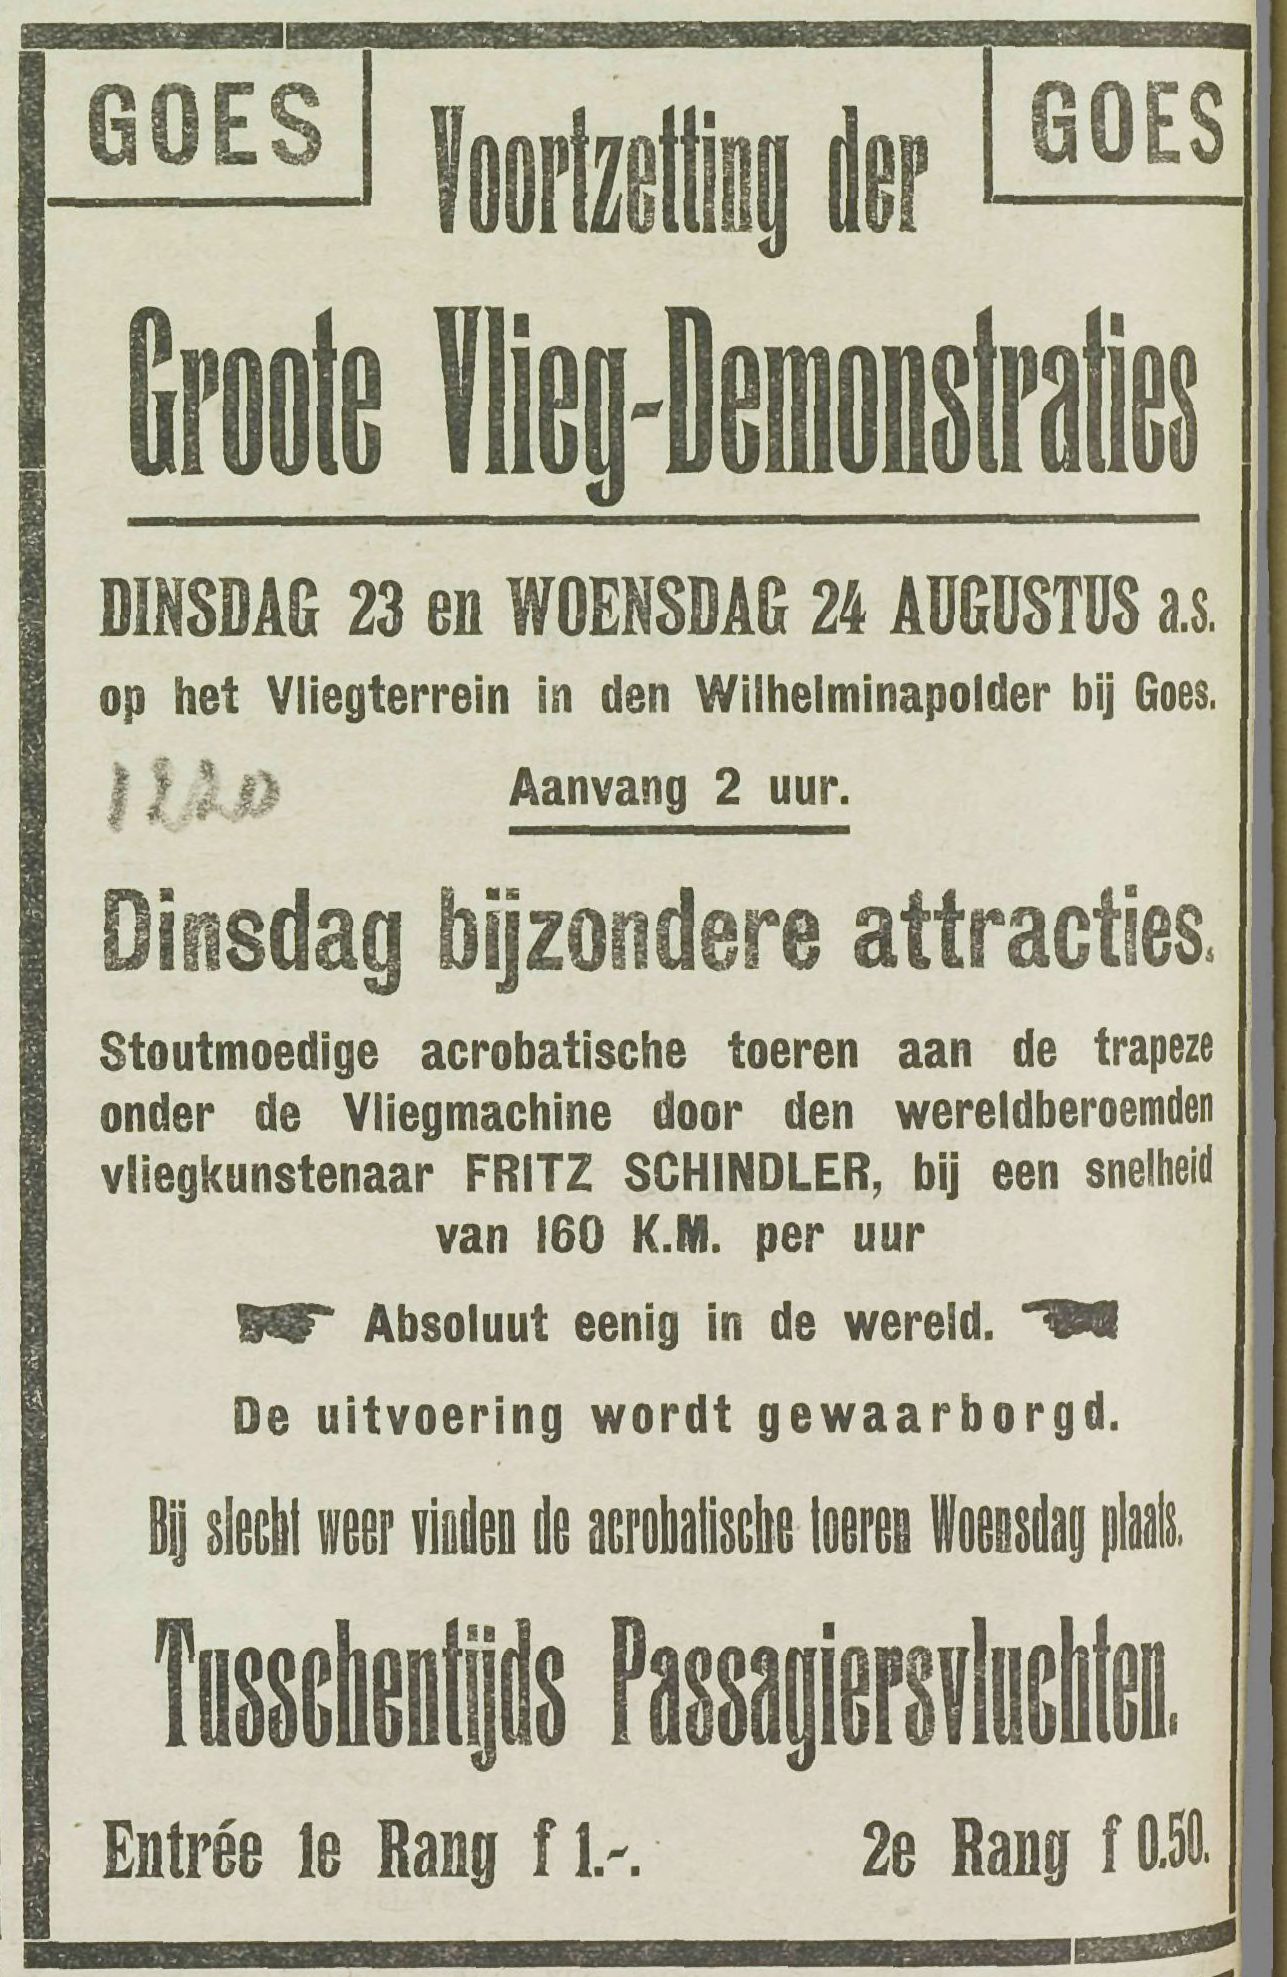 GOES
GOES
Voortzetting der
Groote Vlieg-Demonstraties
DINSDAG 23 en WOENSDAG 24 AUGUSTUS a.s.
op het Vliegterrein in den Wilhelminapolder bij Goes.
Aanvang 2 uur.
Dinsdag bijzondere attracties.
Stoutmoedige acrobatische toeren aan de trapeze
onder de Vliegmachine door den wereldberoemden
vliegkunstenaar FRITZ SCHINDLER, bij een snelheid
van 160 K.M. per uur
Absoluut eenig in de wereld.
De uitvoering wordt gewaarborgd.
Bij slecht weer vinden de acrobatische toeren Woensdag plaats.
Tusschentijds Passagiersvluchten.
Entrée 1e Rang f 1.-. 2e Rang f 0.50.